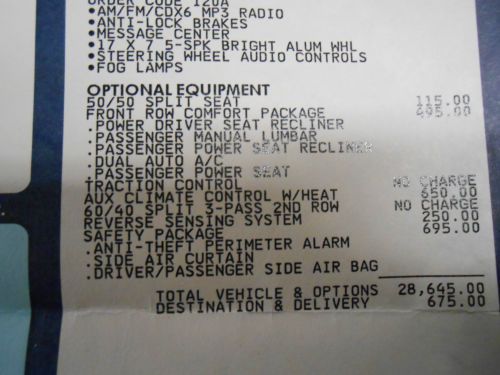 ORDER CODE 120A
•AM/FM/CDX6 MP3 RADIO
•ANTI-LOCK BRAKES
•MESSAGE CENTER
•17 X 7 5-SPK BRIGHT ALUM WHL
•STEERING WHEEL AUDIO CONTROLS
•FOG LAMPS
OPTIONAL EQUIPMENT
50/50 SPLIT SEAT 115.00
FRONT ROW COMFORT PACKAGE 495.00
.POWER DRIVER SEAT RECLINER
.PASSENGER MANUAL LUMBAR
.PASSENGER POWER SEAT RECLINER
.DUAL AUTO A/C
.PASSENGER POWER SEAT
TRACTION CONTROL NO CHARGE
AUX CLIMATE CONTROL W/HEAT 650.00
60/40 SPLIT 3-PASS 2ND ROW NO CHARGE
REVERSE SENSING SYSTEM 250.00
SAFETY PACKAGE 695.00
.ANTI-THEFT PERIMETER ALARM
.SIDE AIR CURTAIN
.DRIVER/PASSENGER SIDE AIR BAG
TOTAL VEHICLE & OPTIONS 28,645.00
DESTINATION & DELIVERY 675.00